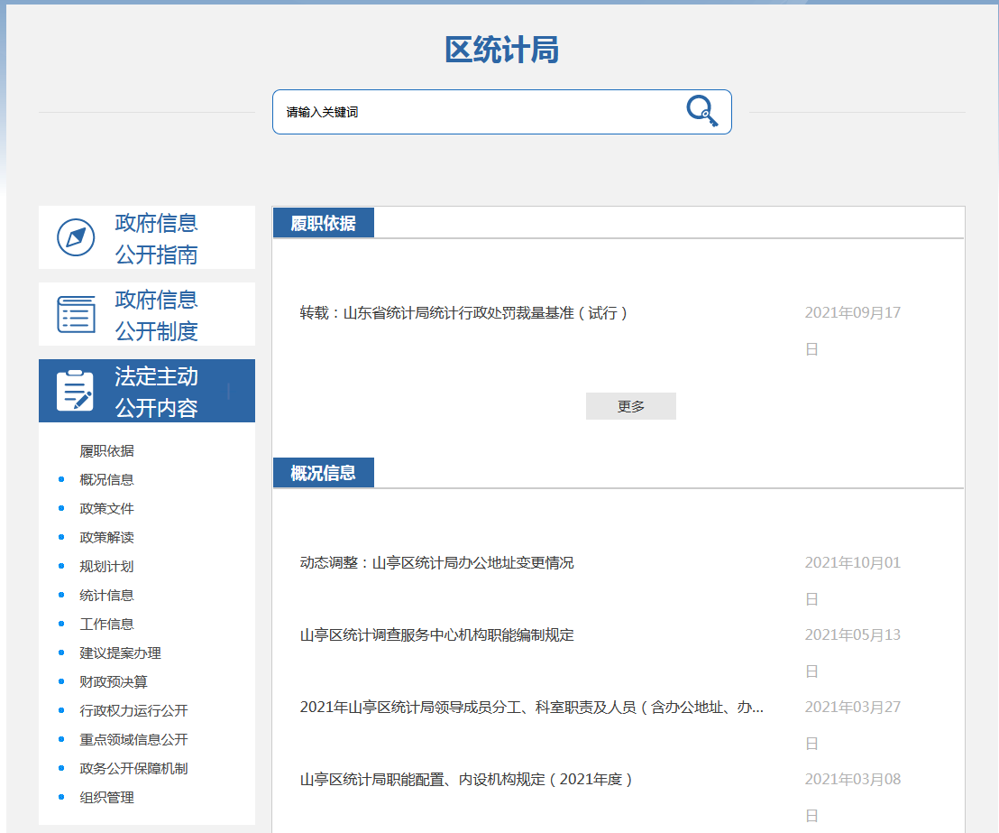 区统计局
请输入关键词
政府信息
公开指南
政府信息
公开制度
法定主动
公开内容
履职依据
概况信息
政策文件
政策解读
规划计划
统计信息
工作信息
建议提案办理
财政预决算
行政权力运行公开
重点领域信息公开
政务公开保障机制
组织管理
履职依据
转载：山东省统计局统计行政处罚裁量基准（试行） 2021年09月17
日
更多
概况信息
动态调整：山亭区统计局办公地址变更情况 2021年10月01
日
山亭区统计调查服务中心机构职能编制规定 2021年05月13
日
2021年山亭区统计局领导成员分工、科室职责及人员（含办公地址、办... 2021年03月27
日
山亭区统计局职能配置、内设机构规定（2021年度） 2021年03月08
日